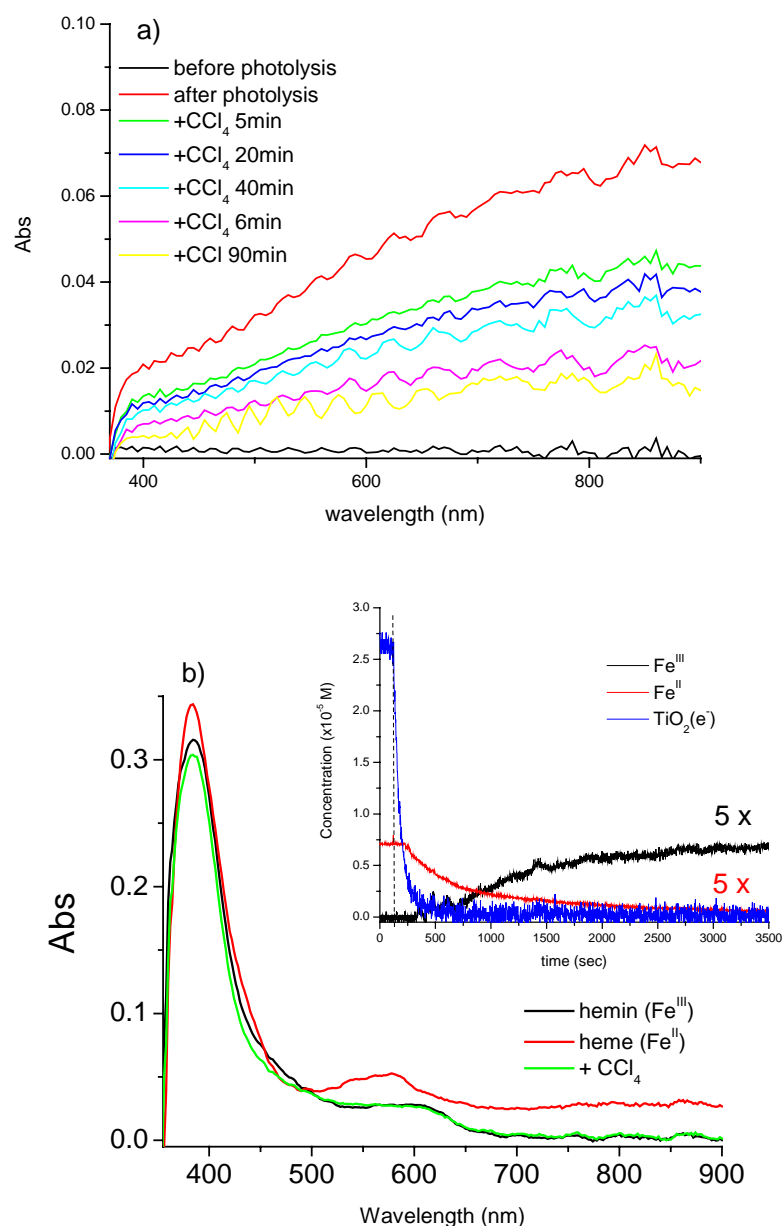 a)
before photolysis
after photolysis
+CCl4 5min
+CCl4 20min
+CCl4 40min
+CCl4 6min
+CCl 90min
0.10
0.08
0.06
0.04
0.02
0.00
Abs
400 600 800
wavelength (nm)
b)
3.0
2.5
2.0
1.5
1.0
0.5
0.0
Concentration (x10-5 M)
FeIII
FeII
TiO2(e-)
5 x
5 x
0 500 1000 1500 2000 2500 3000 3500
time (sec)
0.3
0.2
0.1
0.0
Abs
hemin (FeIII)
heme (FeII)
+ CCl4
400 500 600 700 800 900
Wavelength (nm)